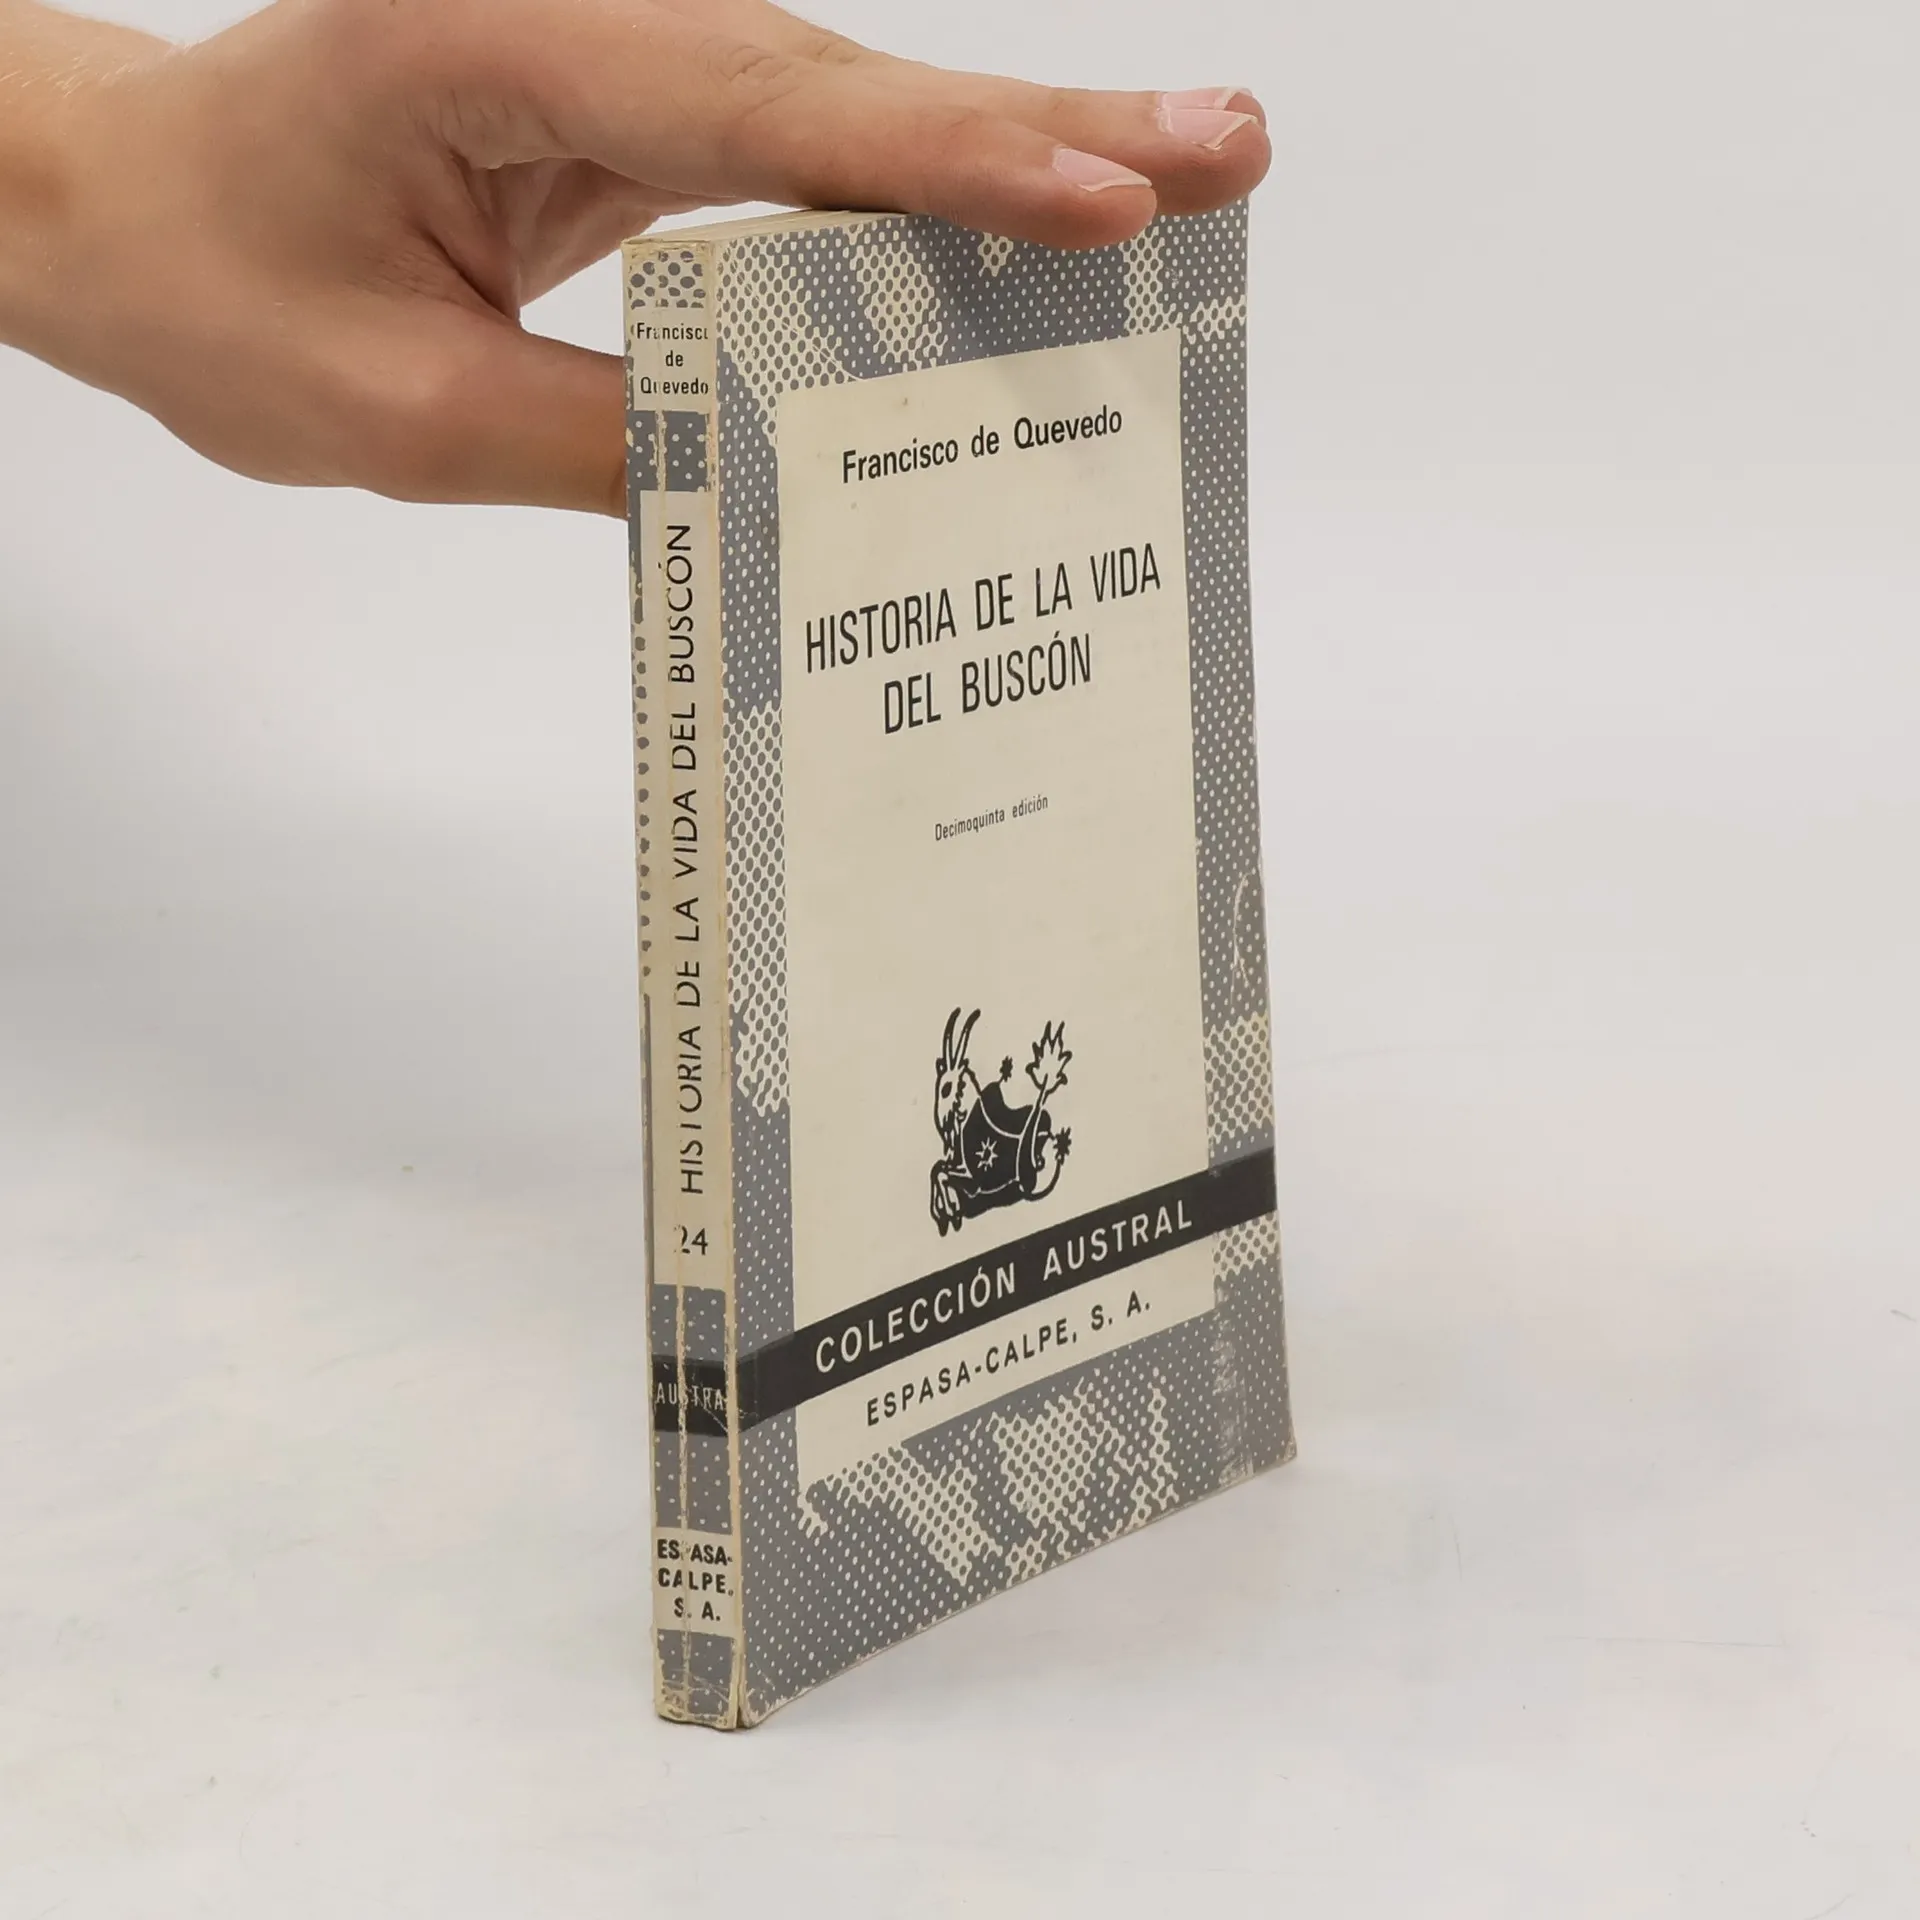 Francisco
de
Quevedo
HISTORIA DE LA VIDA DEL BUSCÓN
24
AUSTRAL
ESPASA-
CALPE,
S. A.
Francisco de Quevedo
HISTORIA DE LA VIDA
DEL BUSCÓN
Decimoquinta edición
COLECCIÓN AUSTRAL
ESPASA-CALPE, S. A.